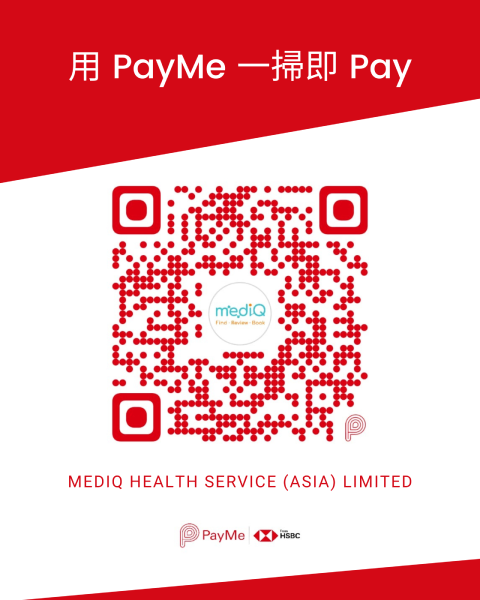 用 PayMe 一掃即 Pay
mediQ
Find · Review · Book
MEDIQ HEALTH SERVICE (ASIA) LIMITED
PayMe From HSBC